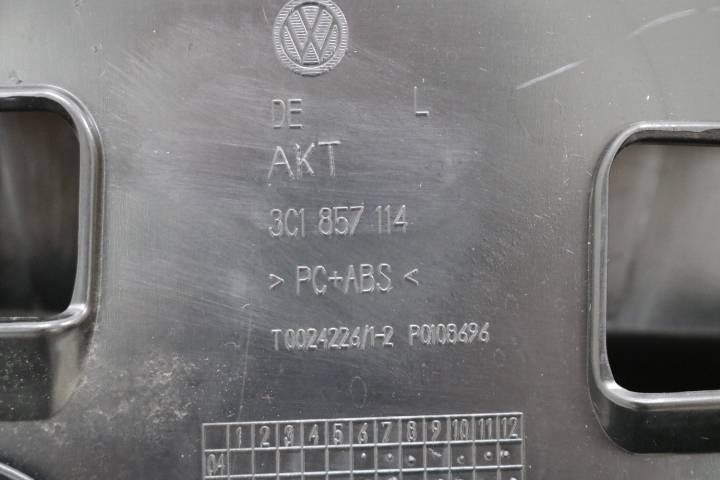 VW
DE L
AKT
3C1 857 114
> PC+ABS <
T0024226/1-2 P0108696
1 2 3 4 5 6 7 8 9 10 11 12
04